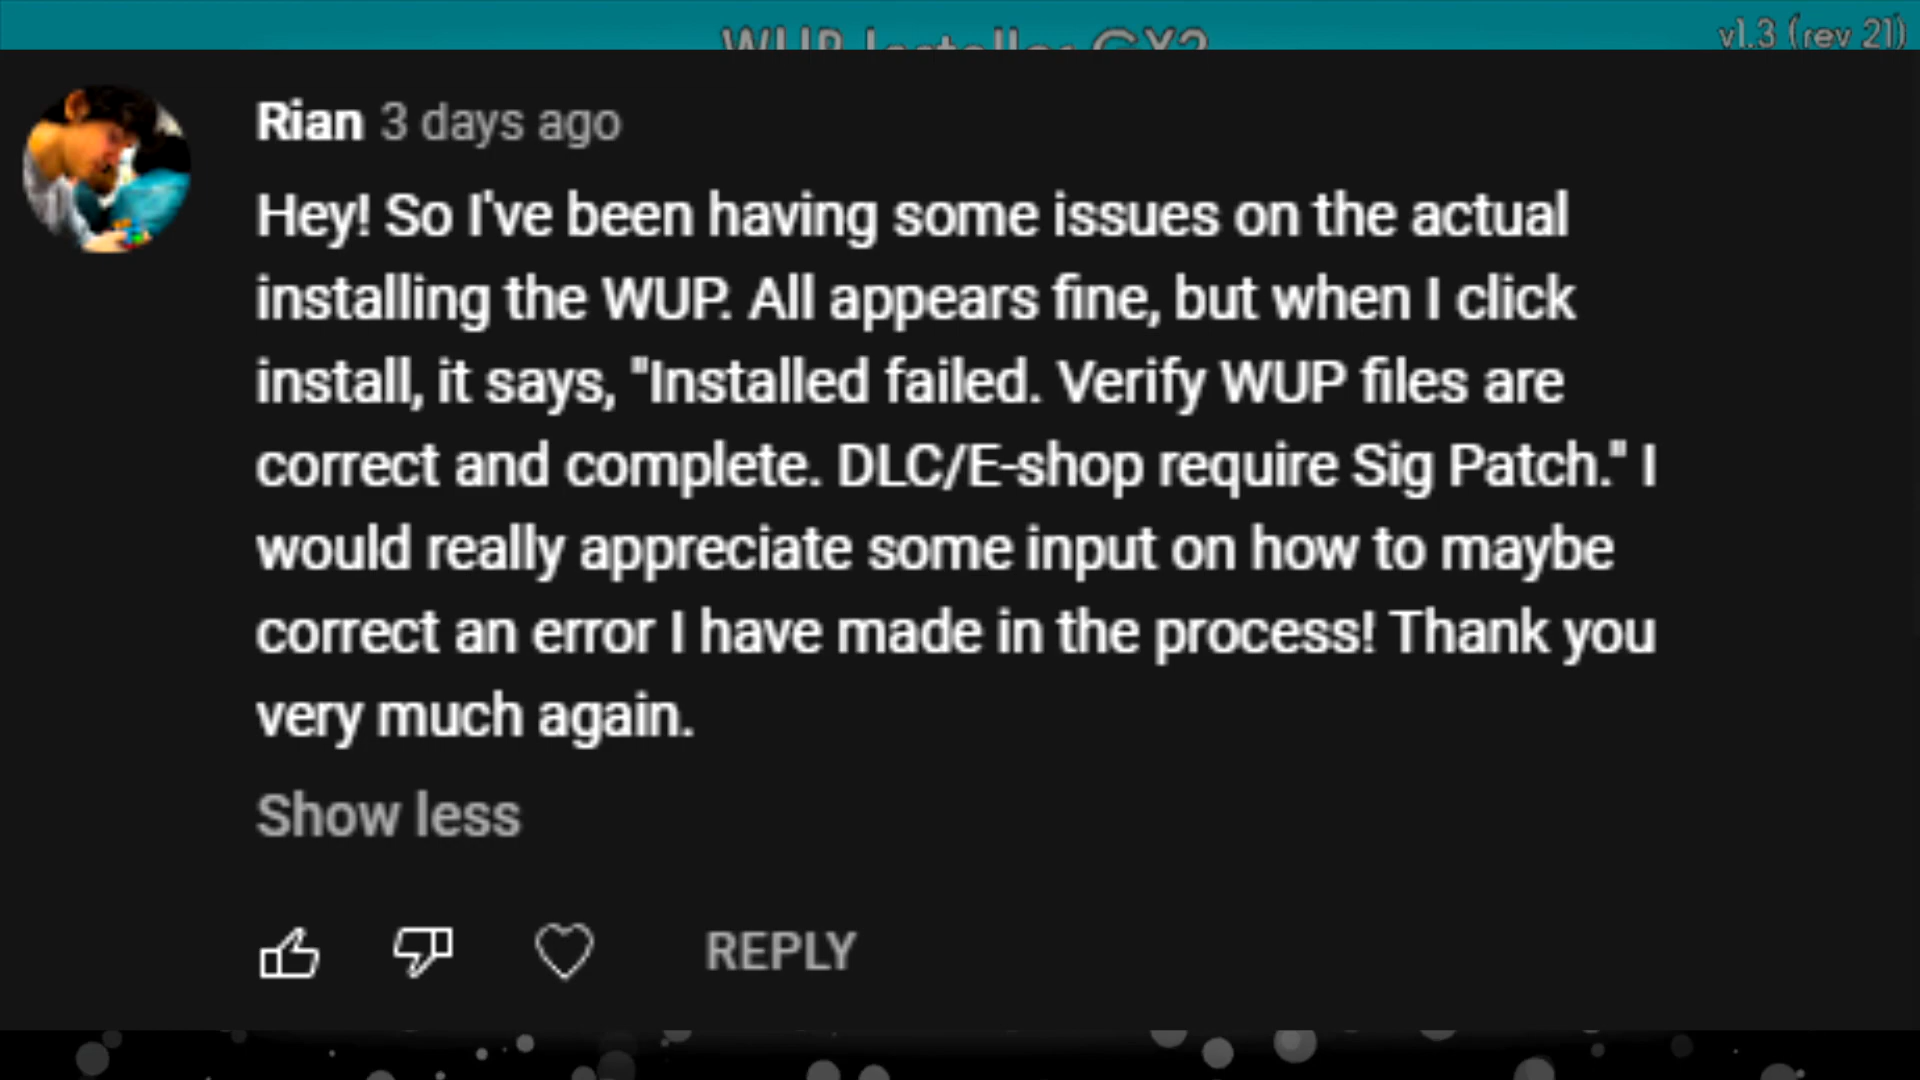 WUP Installer GX2
v1.3 (rev 21)
Rian 3 days ago
Hey! So I've been having some issues on the actual
installing the WUP. All appears fine, but when I click
install, it says, "Installed failed. Verify WUP files are
correct and complete. DLC/E-shop require Sig Patch." I
would really appreciate some input on how to maybe
correct an error I have made in the process! Thank you
very much again.
Show less
REPLY